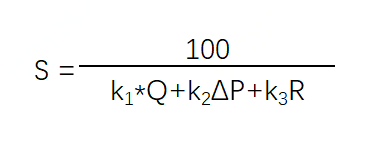 S = 100 / k₁*Q+k₂ΔP+k₃R